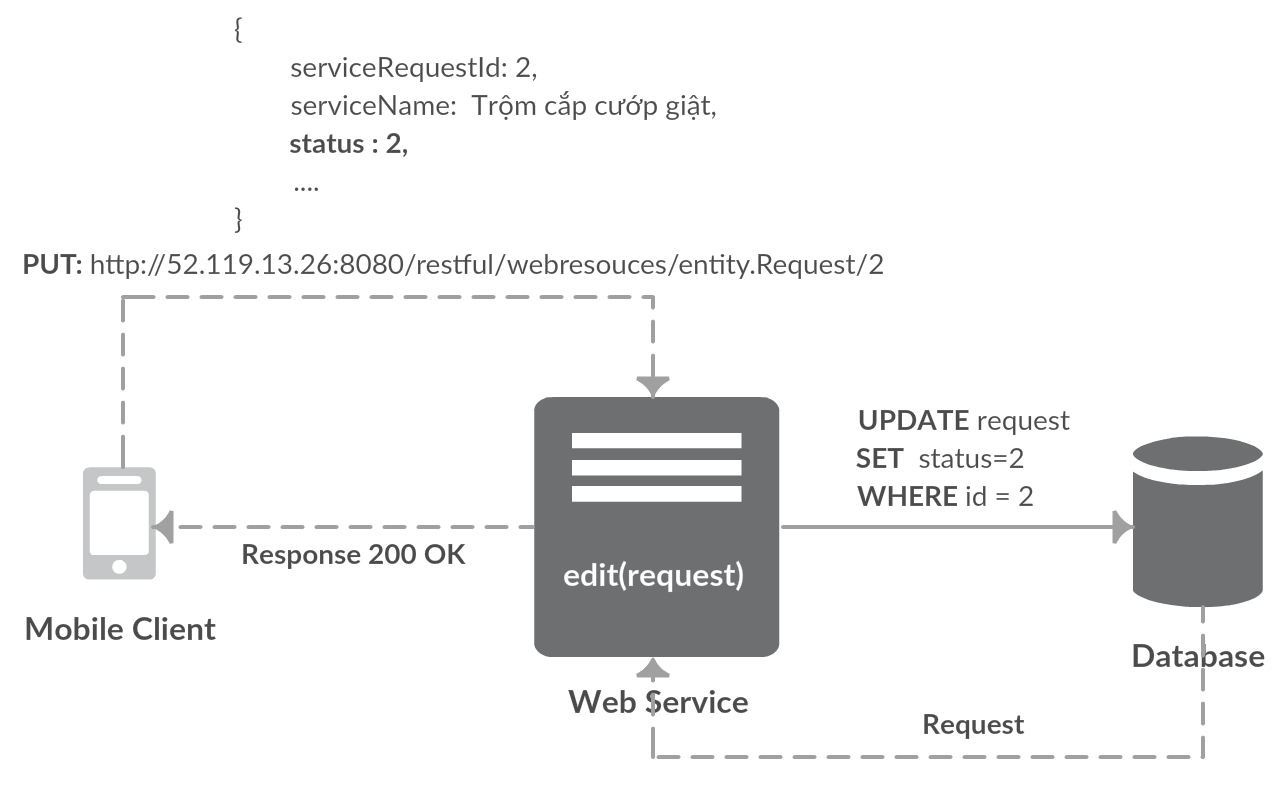 {
serviceRequestId: 2,
serviceName: Trộm cắp cướp giật,
status : 2,
....
}
PUT: http://52.119.13.26:8080/restful/webresouces/entity.Request/2
UPDATE request
SET status=2
WHERE id = 2
Response 200 OK
edit(request)
Mobile Client
Database
Web Service
Request